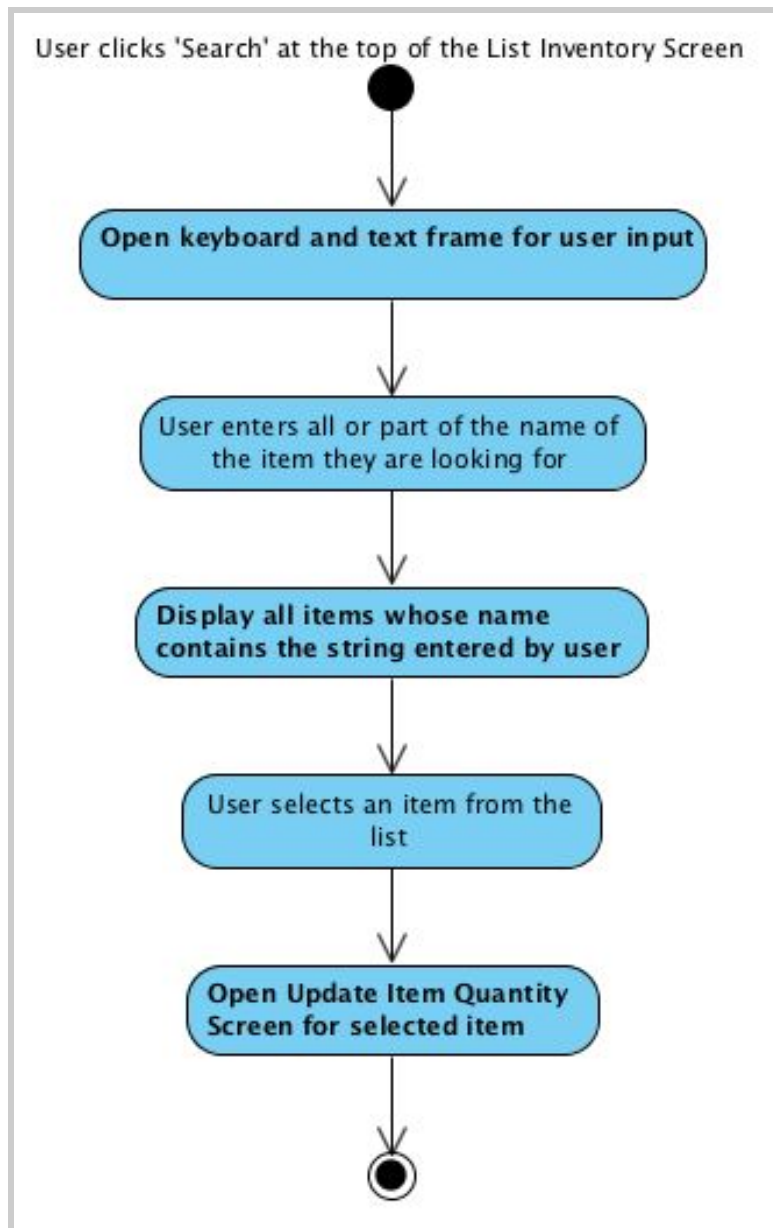 User clicks 'Search' at the top of the List Inventory Screen
Open keyboard and text frame for user input
User enters all or part of the name of
the item they are looking for
Display all items whose name
contains the string entered by user
User selects an item from the
list
Open Update Item Quantity
Screen for selected item